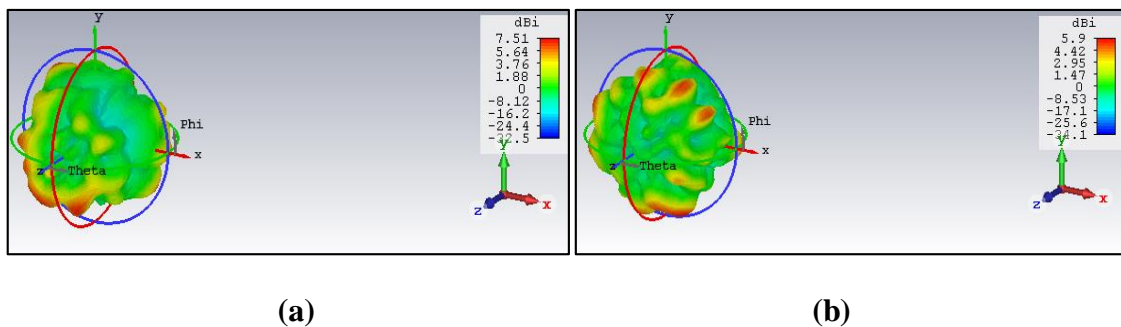 y
dBi
7.51
5.64
3.76
1.88
0
-8.12
-16.2
-24.4
-32.5
Phi
x
z
Theta
y
z
x
y
dBi
5.9
4.42
2.95
1.47
0
-8.53
-17.1
-25.6
-34.1
Phi
x
z
Theta
y
z
x
(a)
(b)